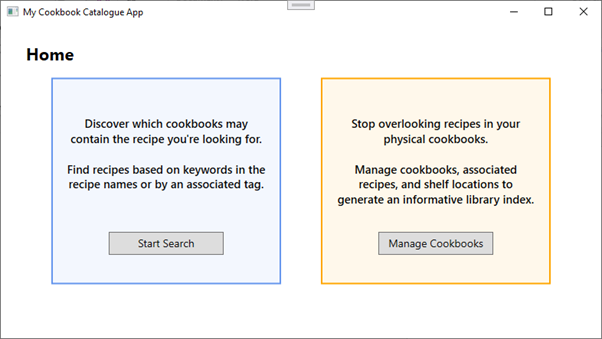 My Cookbook Catalogue App
Home
Discover which cookbooks may
contain the recipe you're looking for.
Find recipes based on keywords in the
recipe names or by an associated tag.
Start Search
Stop overlooking recipes in your
physical cookbooks.
Manage cookbooks, associated
recipes, and shelf locations to
generate an informative library index.
Manage Cookbooks